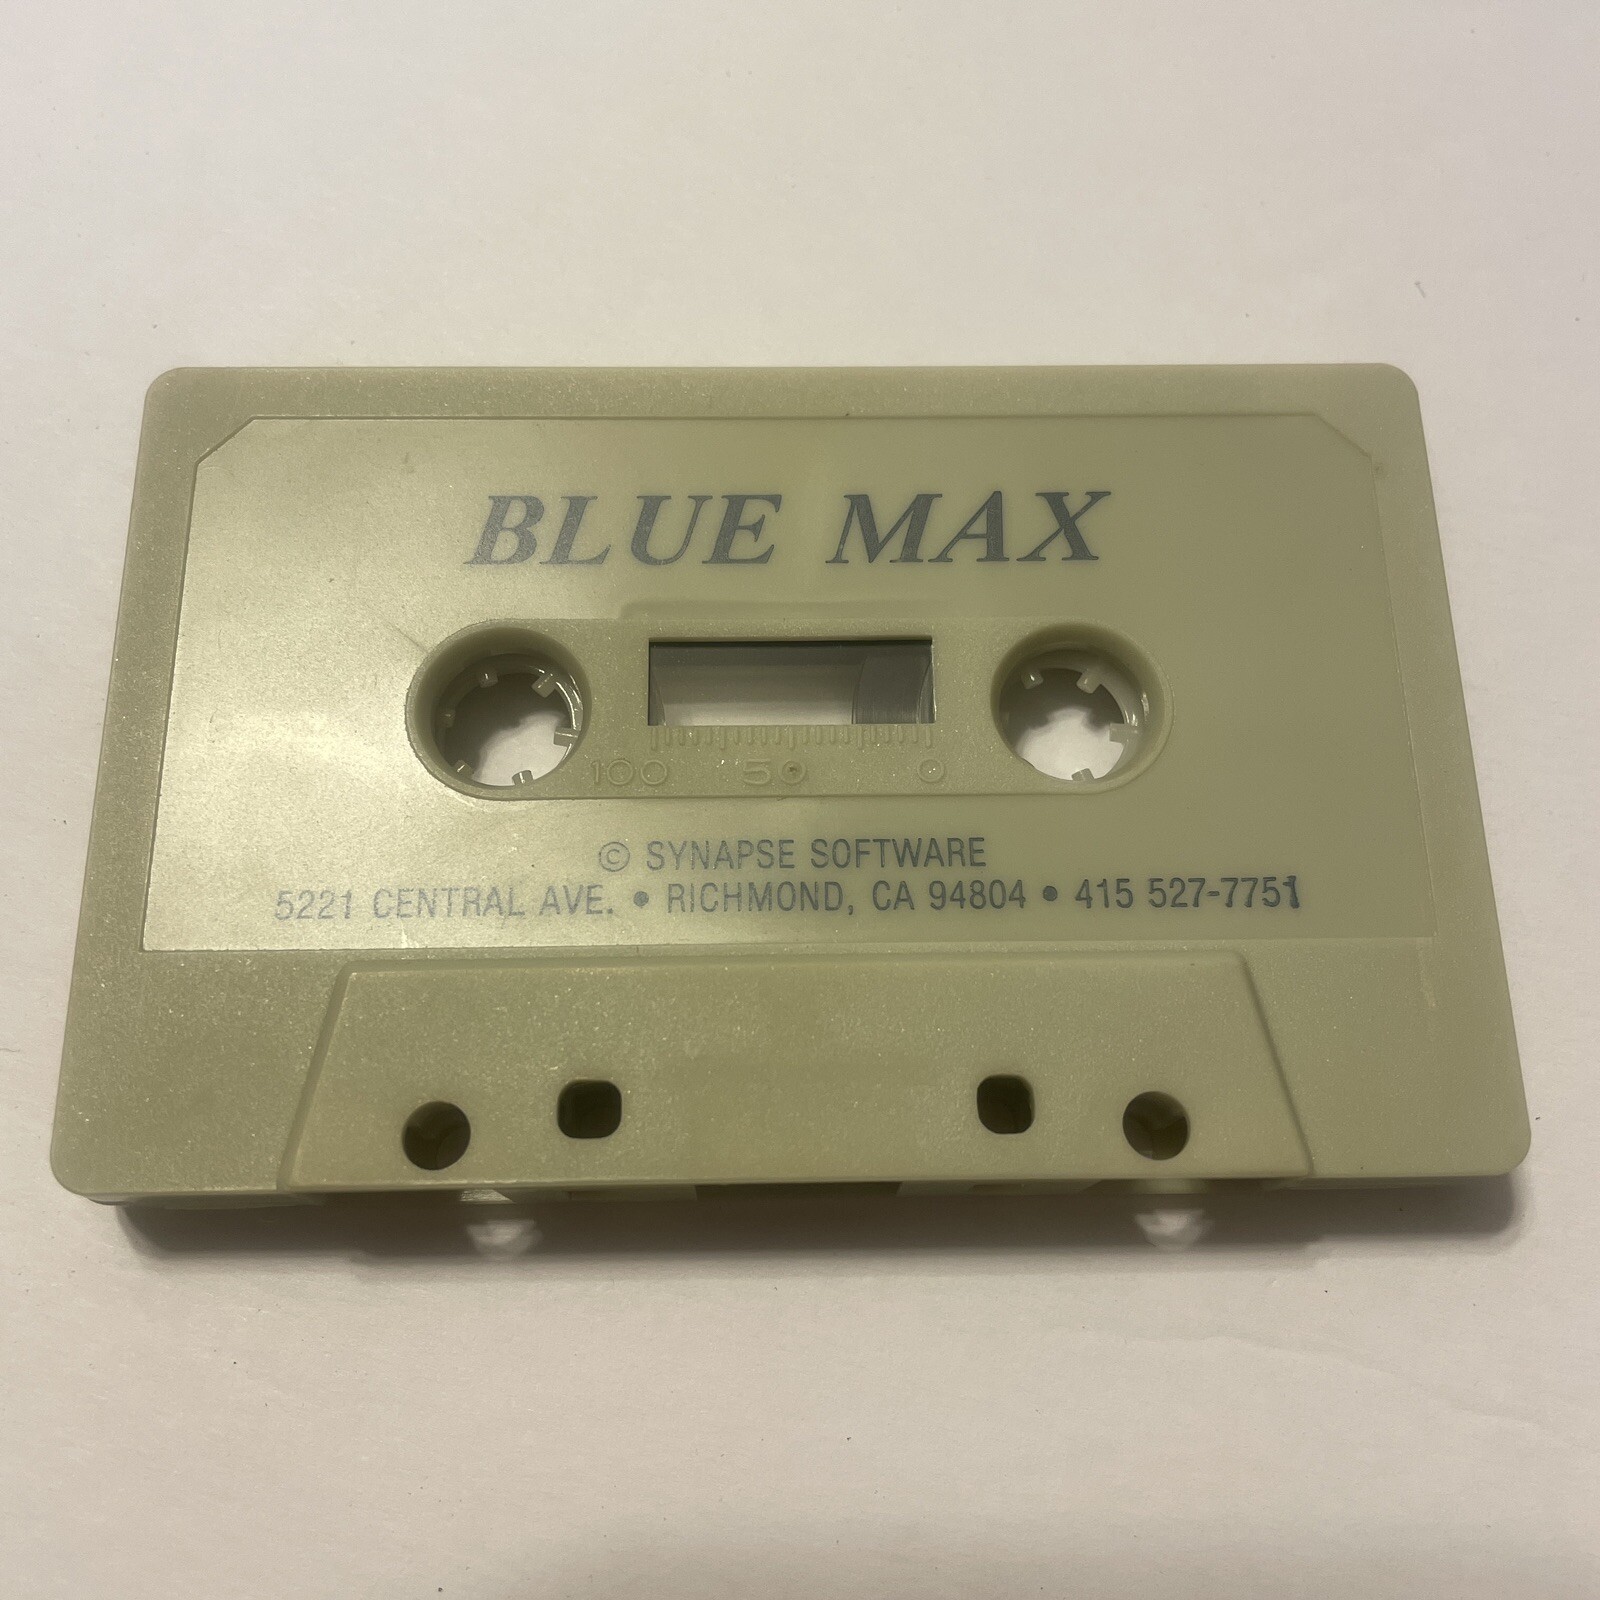 BLUE MAX
100 50 0
© SYNAPSE SOFTWARE
5221 CENTRAL AVE. • RICHMOND, CA 94804 • 415 527-7751